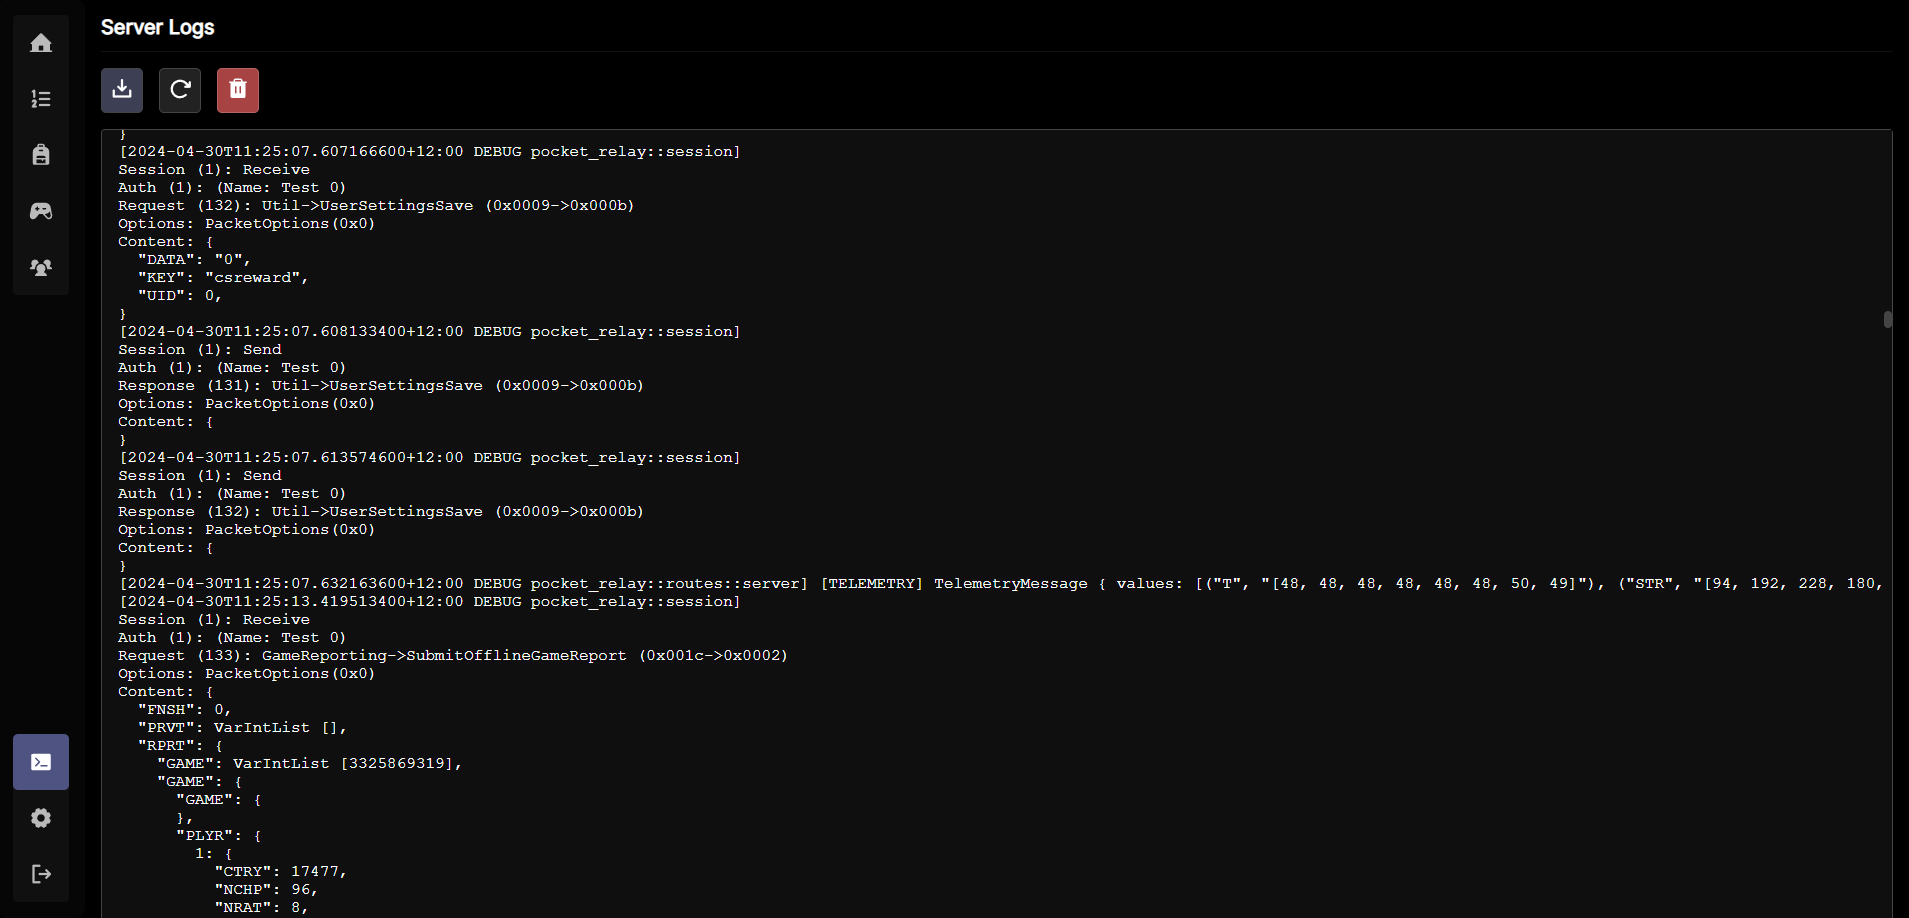 Server Logs
}
[2024-04-30T11:25:07.607166600+12:00 DEBUG pocket_relay::session]
Session (1): Receive
Auth (1): (Name: Test 0)
Request (132): Util->UserSettingsSave (0x0009->0x000b)
Options: PacketOptions(0x0)
Content: {
  "DATA": "0",
  "KEY": "csreward",
  "UID": 0,
}
[2024-04-30T11:25:07.608133400+12:00 DEBUG pocket_relay::session]
Session (1): Send
Auth (1): (Name: Test 0)
Response (131): Util->UserSettingsSave (0x0009->0x000b)
Options: PacketOptions(0x0)
Content: {
}
[2024-04-30T11:25:07.613574600+12:00 DEBUG pocket_relay::session]
Session (1): Send
Auth (1): (Name: Test 0)
Response (132): Util->UserSettingsSave (0x0009->0x000b)
Options: PacketOptions(0x0)
Content: {
}
[2024-04-30T11:25:07.632163600+12:00 DEBUG pocket_relay::routes::server] [TELEMETRY] TelemetryMessage { values: [("T", "[48, 48, 48, 48, 48, 48, 50, 49]"), ("STR", "[94, 192, 228, 180,
[2024-04-30T11:25:13.419513400+12:00 DEBUG pocket_relay::session]
Session (1): Receive
Auth (1): (Name: Test 0)
Request (133): GameReporting->SubmitOfflineGameReport (0x001c->0x0002)
Options: PacketOptions(0x0)
Content: {
  "FNSH": 0,
  "PRVT": VarIntList [],
  "RPRT": {
    "GAME": VarIntList [3325869319],
    "GAME": {
      "GAME": {
      },
      "PLYR": {
        1: {
          "CTRY": 17477,
          "NCHP": 96,
          "NRAT": 8,